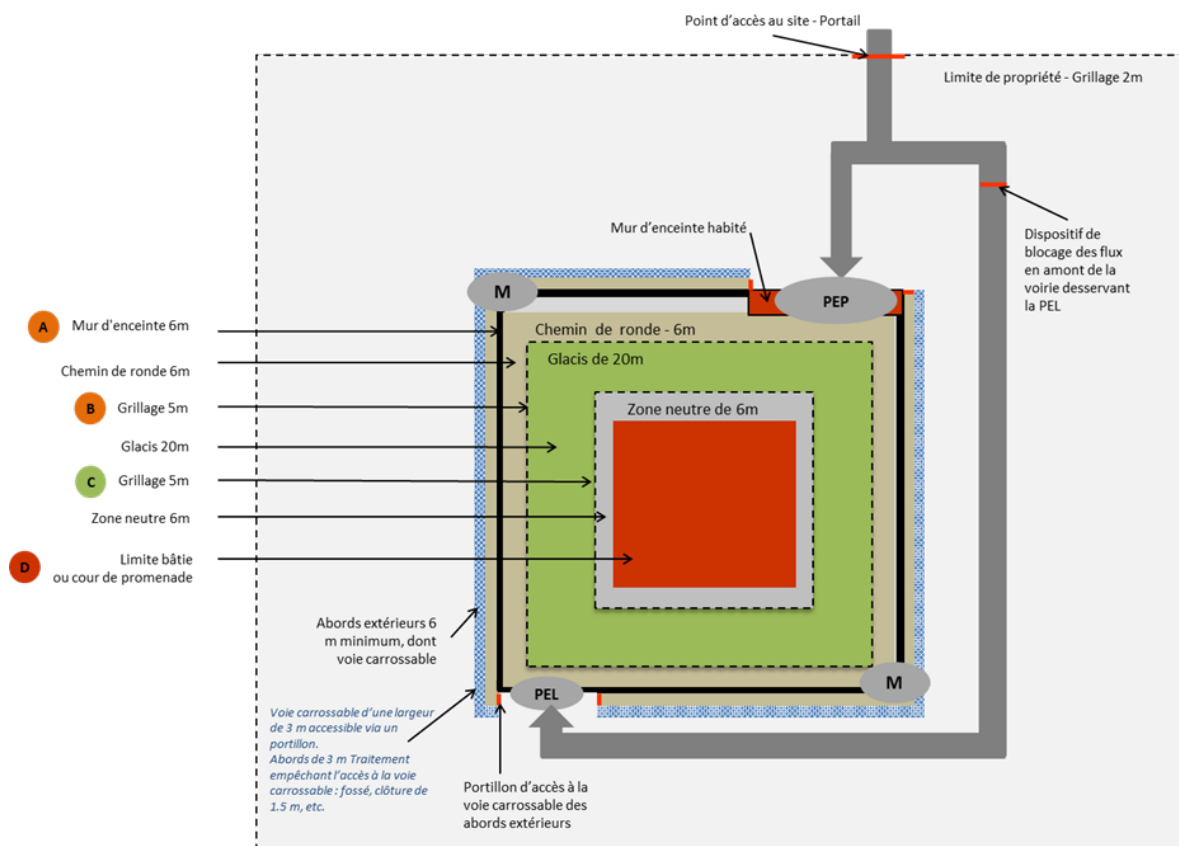 Point d'accès au site - Portail
Limite de propriété - Grillage 2m
Mur d'enceinte habité
Dispositif de
blocage des flux
en amont de la
voirie desservant
la PEL
M
PEP
A Mur d'enceinte 6m
Chemin de ronde - 6m
Glacis de 20m
Chemin de ronde 6m
B Grillage 5m
Zone neutre de 6m
Glacis 20m
C Grillage 5m
Zone neutre 6m
D Limite bâtie
ou cour de promenade
Abords extérieurs 6
m minimum, dont
voie carrossable
M
PEL
Voie carrossable d'une largeur
de 3 m accessible via un
portillon.
Abords de 3 m Traitement
empêchant l'accès à la voie
carrossable : fossé, clôture de
1.5 m, etc.
Portillon d'accès à la
voie carrossable des
abords extérieurs